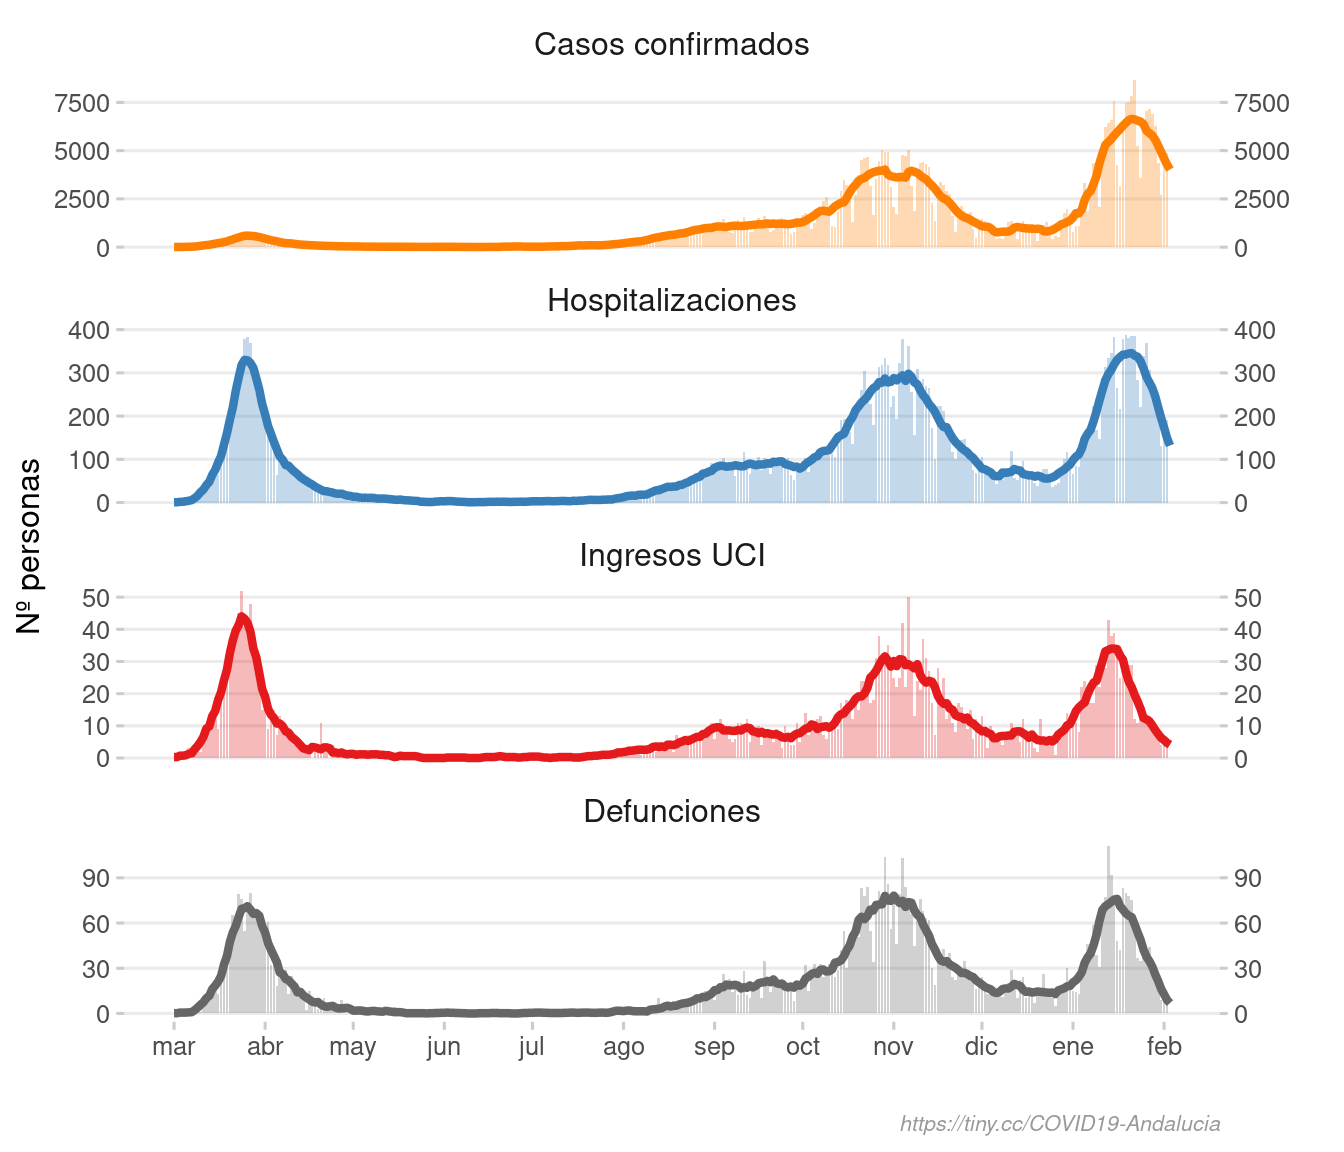 Casos confirmados
7500 7500
5000 5000
2500 2500
0 0
Hospitalizaciones
400 400
300 300
200 200
100 100
0 0
Nº personas
Ingresos UCI
50 50
40 40
30 30
20 20
10 10
0 0
Defunciones
90 90
60 60
30 30
0 0
mar abr may jun jul ago sep oct nov dic ene feb
https://tiny.cc/COVID19-Andalucia